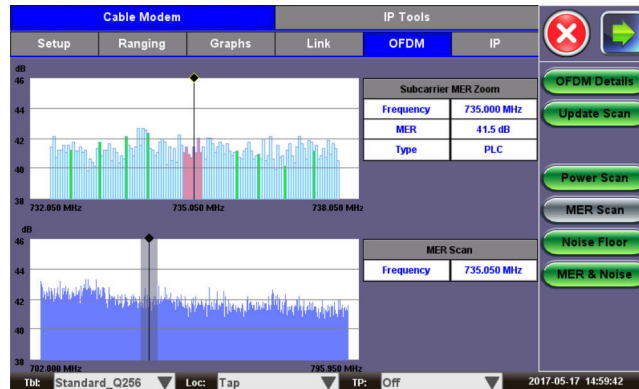 Cable Modem
IP Tools
Setup
Ranging
Graphs
Link
OFDM
IP
dB
46
44
42
40
38
732.050 MHz
735.050 MHz
738.050 MHz
Subcarrier MER Zoom
Frequency 735.000 MHz
MER 41.5 dB
Type PLC
dB
46
44
42
40
38
702.000 MHz
795.950 MHz
MER Scan
Frequency 735.050 MHz
OFDM Details
Update Scan
Power Scan
MER Scan
Noise Floor
MER & Noise
Tbl: Standard_Q256 Loc: Tap TP: Off 2017-05-17 14:59:42